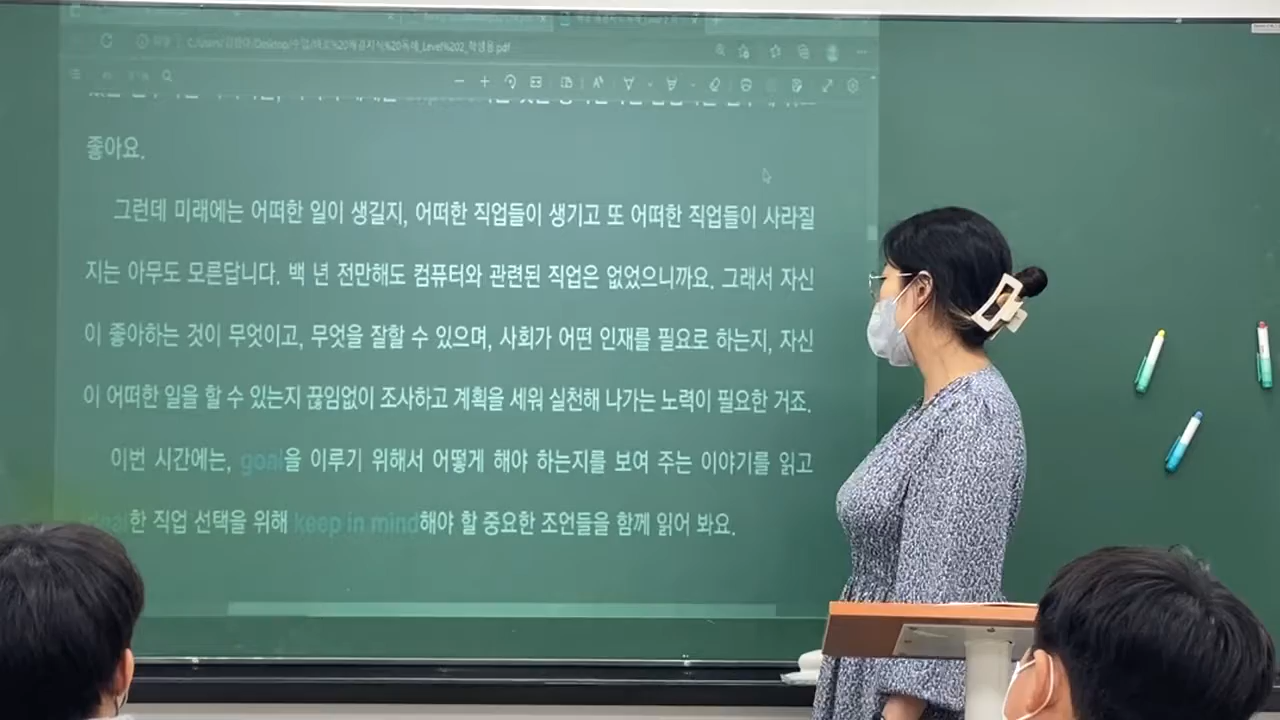 좋아요.
그런데 미래에는 어떠한 일이 생길지, 어떠한 직업들이 생기고 또 어떠한 직업들이 사라질
지는 아무도 모른답니다. 백 년 전만해도 컴퓨터와 관련된 직업은 없었으니까요. 그래서 자신
이 좋아하는 것이 무엇이고, 무엇을 잘할 수 있으며, 사회가 어떤 인재를 필요로 하는지, 자신
이 어떠한 일을 할 수 있는지 끊임없이 조사하고 계획을 세워 실천해 나가는 노력이 필요한 거죠.
이번 시간에는, goal을 이루기 위해서 어떻게 해야 하는지를 보여 주는 이야기를 읽고
한 직업 선택을 위해 keep in mind해야 할 중요한 조언들을 함께 읽어 봐요.